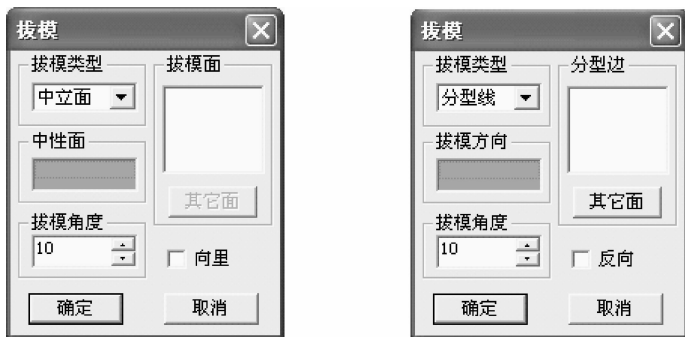 拔模
拔模类型
中立面
中性面
拔模角度
10
拔模面
其它面
向里
确定
取消
拔模
拔模类型
分型线
拔模方向
拔模角度
10
分型边
其它面
反向
确定
取消